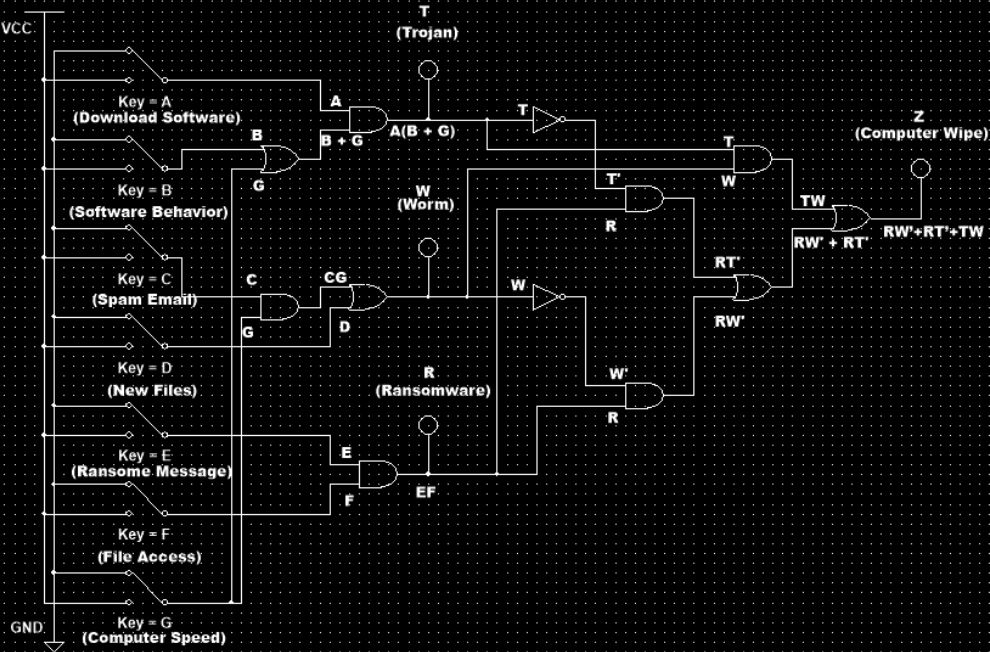 T
(Trojan)
VCC
Key = A
(Download Software)
A
B + G
A(B + G)
T
Z
(Computer Wipe)
B
G
Key = B
(Software Behavior)
W
(Worm)
T
W
T'
R
TW
RW'+RT'+TW
RW' + RT'
Key = C
(Spam Email)
C
G
CG
D
W
RT'
RW'
Key = D
(New Files)
R
(Ransomware)
W'
R
Key = E
(Ransome Message)
E
F
EF
Key = F
(File Access)
GND
Key = G
(Computer Speed)